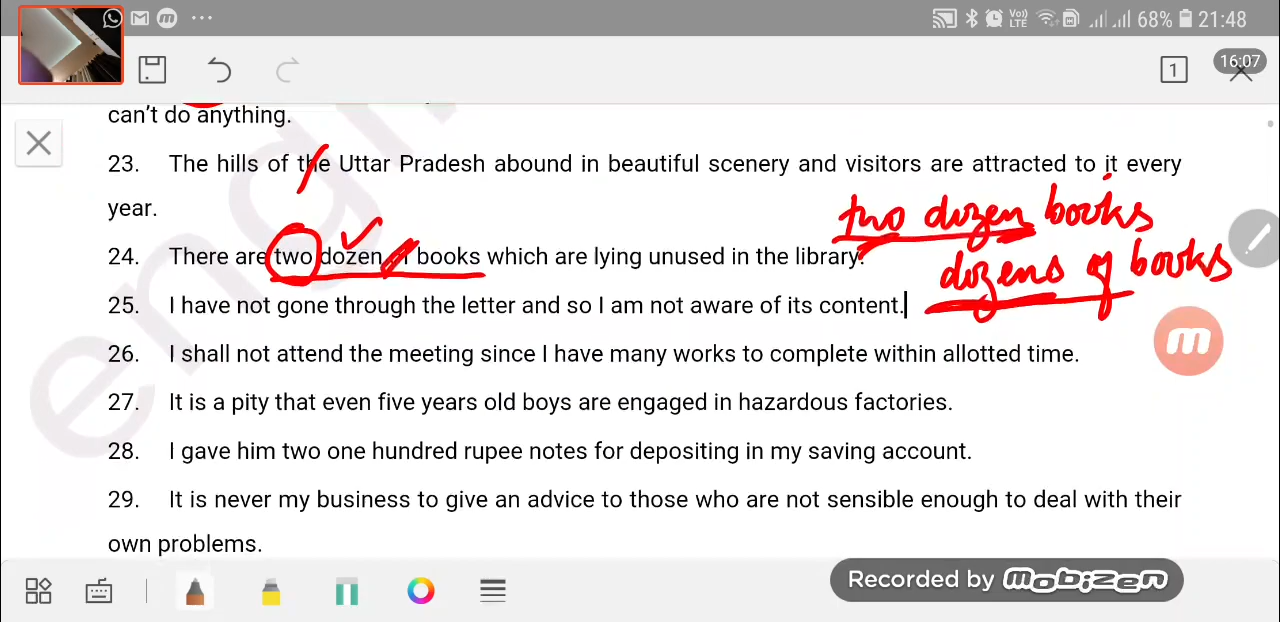 68% 21:48
1 16:07
can't do anything.
23. The hills of the Uttar Pradesh abound in beautiful scenery and visitors are attracted to it every
year.
two dozen books
24. There are two dozen books which are lying unused in the library.
dozens of books
25. I have not gone through the letter and so I am not aware of its content.
26. I shall not attend the meeting since I have many works to complete within allotted time.
27. It is a pity that even five years old boys are engaged in hazardous factories.
28. I gave him two one hundred rupee notes for depositing in my saving account.
29. It is never my business to give an advice to those who are not sensible enough to deal with their
own problems.
Recorded by mobizen